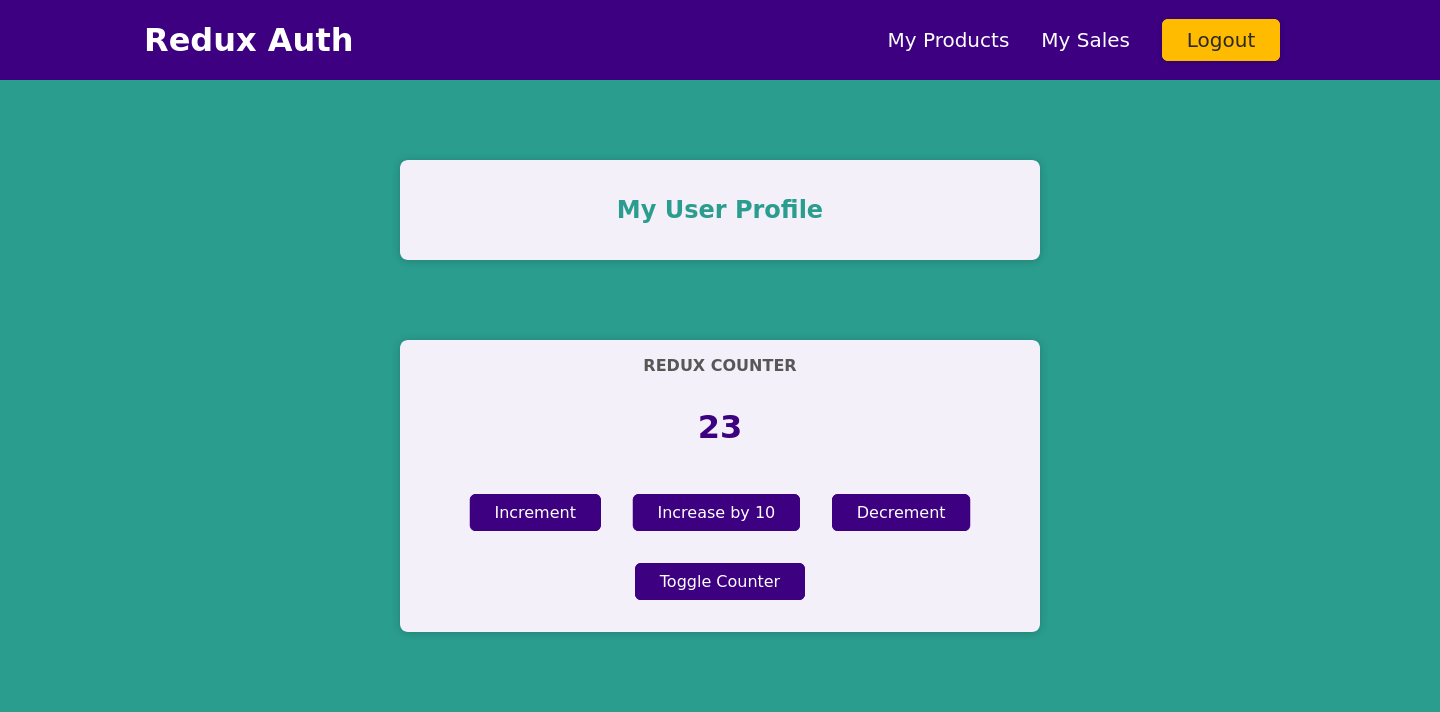 Redux Auth My Products My Sales Logout
My User Profile
REDUX COUNTER
23
Increment Increase by 10 Decrement
Toggle Counter